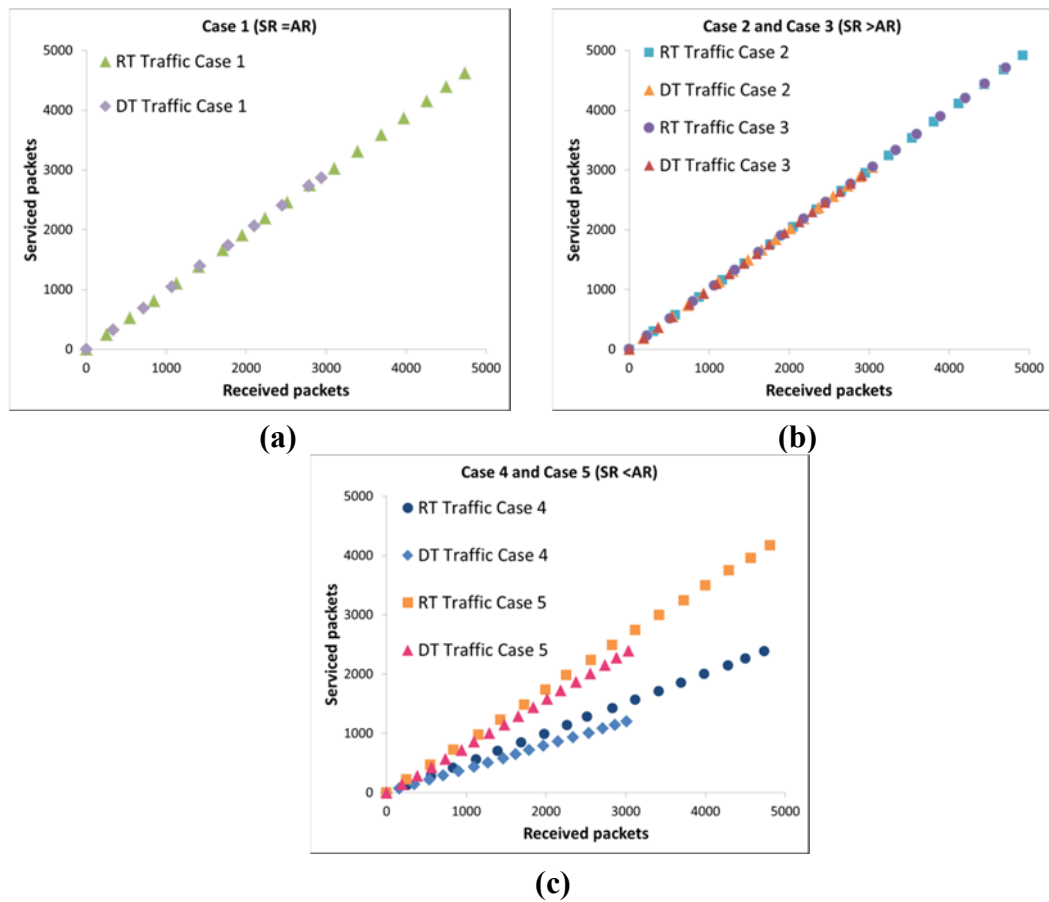 Case 1 (SR =AR)
5000
4000
3000
2000
1000
0
Serviced packets
RT Traffic Case 1
DT Traffic Case 1
0 1000 2000 3000 4000 5000
Received packets
(a)
Case 2 and Case 3 (SR >AR)
5000
4000
3000
2000
1000
0
Serviced packets
RT Traffic Case 2
DT Traffic Case 2
RT Traffic Case 3
DT Traffic Case 3
0 1000 2000 3000 4000 5000
Received packets
(b)
Case 4 and Case 5 (SR <AR)
5000
4000
3000
2000
1000
0
Serviced packets
RT Traffic Case 4
DT Traffic Case 4
RT Traffic Case 5
DT Traffic Case 5
0 1000 2000 3000 4000 5000
Received packets
(c)